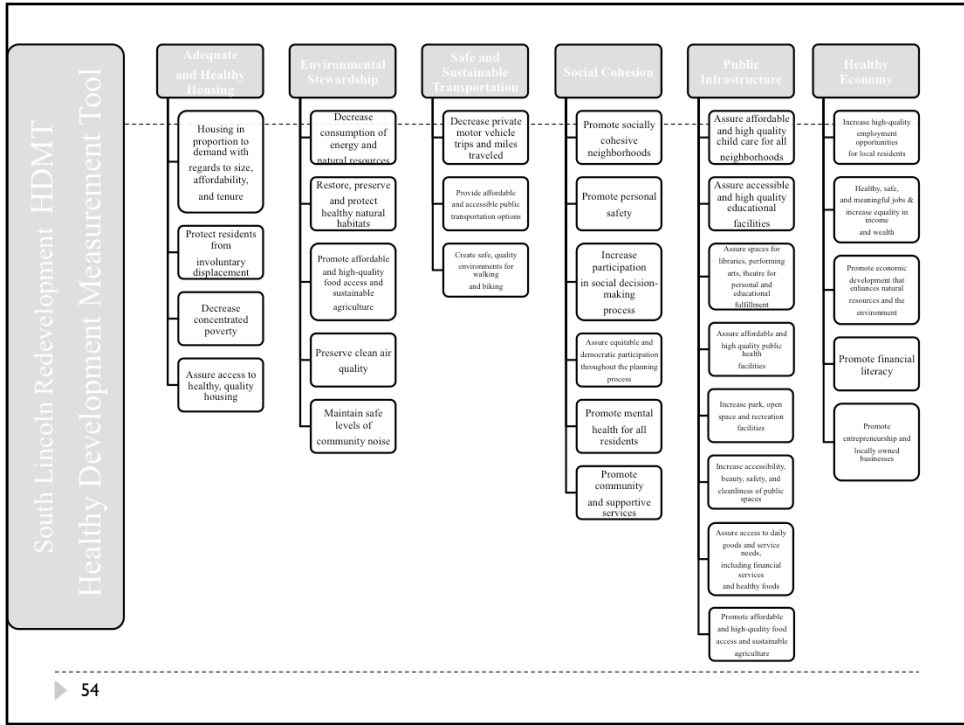 South Lincoln Redevelopment HDMT
Healthy Development Measurement Tool
Adequate
and Healthy
Housing
Housing in
proportion to
demand with
regards to size,
affordability,
and tenure
Protect residents
from
involuntary
displacement
Decrease
concentrated
poverty
Assure access to
healthy, quality
housing
Environmental
Stewardship
Decrease
consumption of
energy and
natural resources
Restore, preserve
and protect
healthy natural
habitats
Promote affordable
and high-quality
food access and
sustainable
agriculture
Preserve clean air
quality
Maintain safe
levels of
community noise
Safe and
Sustainable
Transportation
Decrease private
motor vehicle
trips and miles
traveled
Provide affordable
and accessible public
transportation options
Create safe, quality
environments for
walking
and biking
Social Cohesion
Promote socially
cohesive
neighborhoods
Promote personal
safety
Increase
participation
in social decision-
making
process
Assure equitable and
democratic participation
throughout the planning
process
Promote mental
health for all
residents
Promote
community
and supportive
services
Public
Infrastructure
Assure affordable
and high quality
child care for all
neighborhoods
Assure accessible
and high quality
educational
facilities
Assure spaces for
libraries, performing
arts, theatre for
personal and
educational
fulfillment
Assure affordable and
high quality public
health
facilities
Increase park, open
space and recreation
facilities
Increase accessibility,
beauty, safety, and
cleanliness of public
spaces
Assure access to daily
goods and service
needs,
including financial
services
and healthy foods
Promote affordable
and high-quality food
access and sustainable
agriculture
Healthy
Economy
Increase high-quality
employment
opportunities
for local residents
Healthy, safe,
and meaningful jobs &
increase equality in
income
and wealth
Promote economic
development that
enhances natural
resources and the
environment
Promote financial
literacy
Promote
entrepreneurship and
locally owned
businesses
54